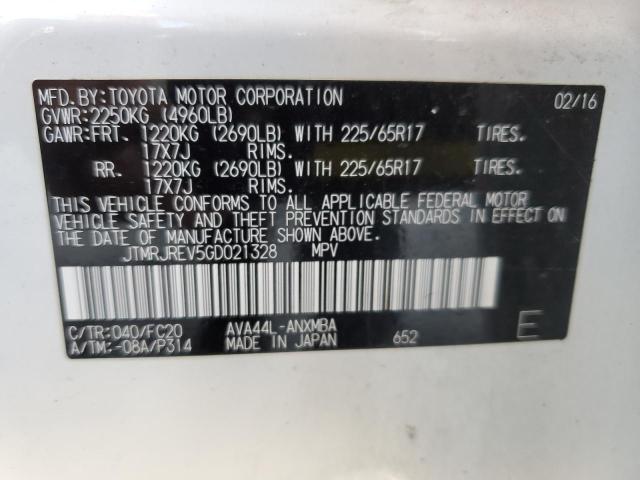 MFD.BY:TOYOTA MOTOR CORPORATION 02/16
GVWR:2250KG (4960LB)
GAWR:FRT. 1220KG (2690LB) WITH 225/65R17 TIRES.
17X7J RIMS.
RR. 1220KG (2690LB) WITH 225/65R17 TIRES.
17X7J RIMS.
THIS VEHICLE CONFORMS TO ALL APPLICABLE FEDERAL MOTOR
VEHICLE SAFETY AND THEFT PREVENTION STANDARDS IN EFFECT ON
THE DATE OF MANUFACTURE SHOWN ABOVE.
JTMRJREV5GD021328 MPV
C/TR:040/FC20 AVA44L-ANXMBA E
A/TM:-08A/P314 MADE IN JAPAN 652